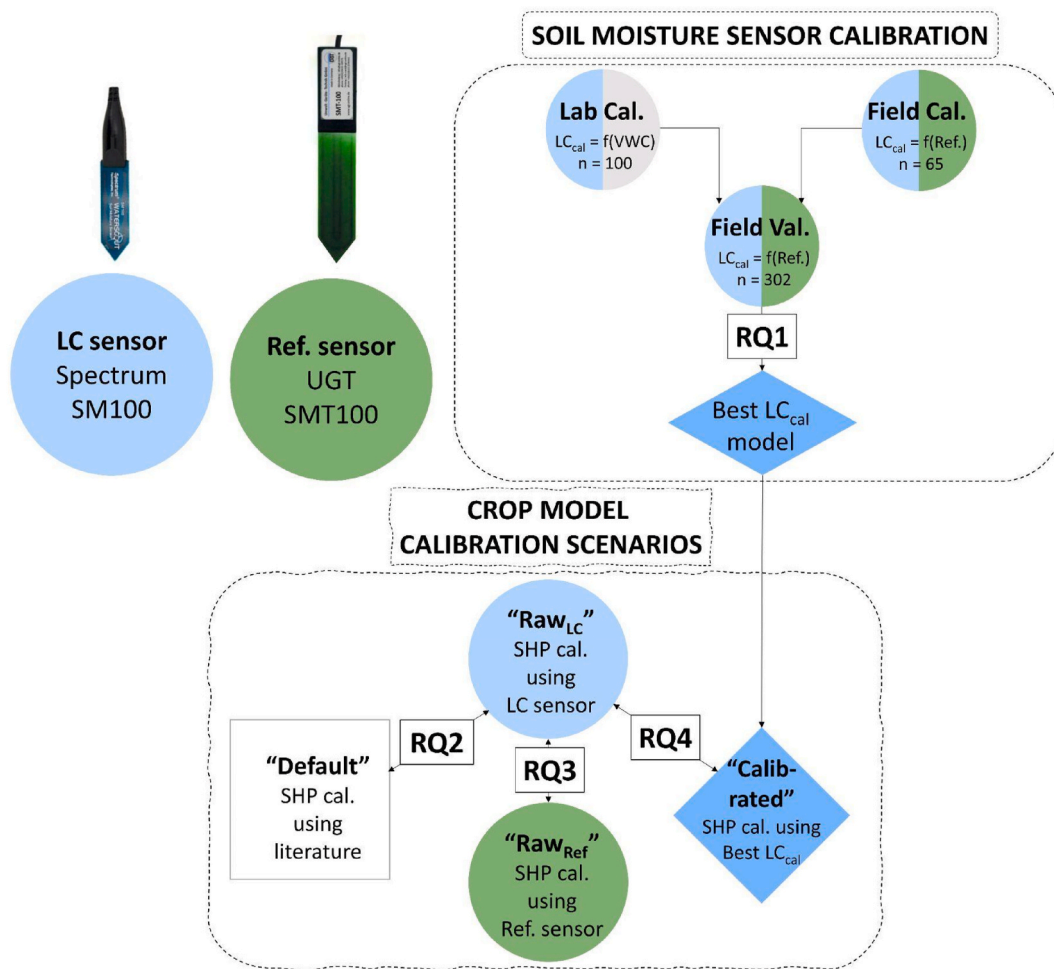 SOIL MOISTURE SENSOR CALIBRATION
Lab Cal.
LCcal = f(VWC)
n = 100
Field Cal.
LCcal = f(Ref.)
n = 65
Field Val.
LCcal = f(Ref.)
n = 302
RQ1
Best LCcal
model
SMT-100
Spectrum
WATERSCOUT
LC sensor
Spectrum
SM100
Ref. sensor
UGT
SMT100
CROP MODEL
CALIBRATION SCENARIOS
“RawLC”
SHP cal.
using
LC sensor
RQ2
RQ3
RQ4
“Default”
SHP cal.
using
literature
“RawRef”
SHP cal.
using
Ref. sensor
“Calib-
rated”
SHP cal. using
Best LCcal